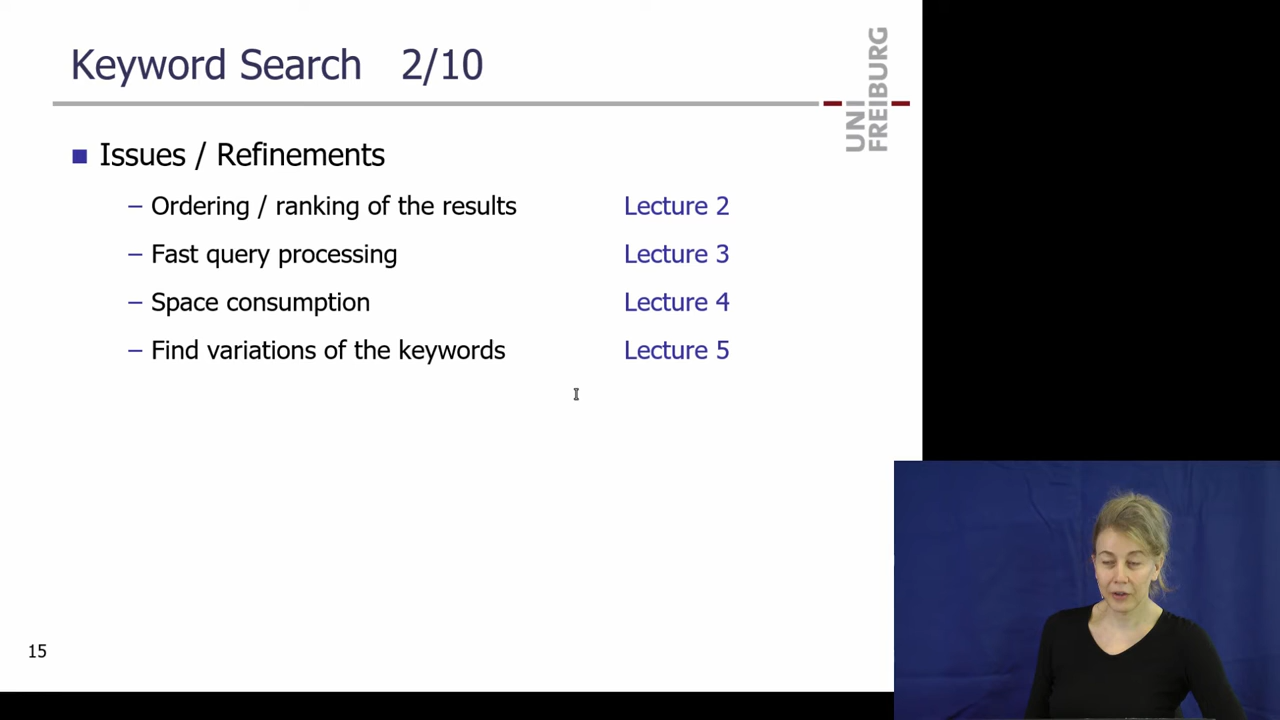 Keyword Search 2/10
UNI
FREIBURG
Issues / Refinements
– Ordering / ranking of the results Lecture 2
– Fast query processing Lecture 3
– Space consumption Lecture 4
– Find variations of the keywords Lecture 5
15